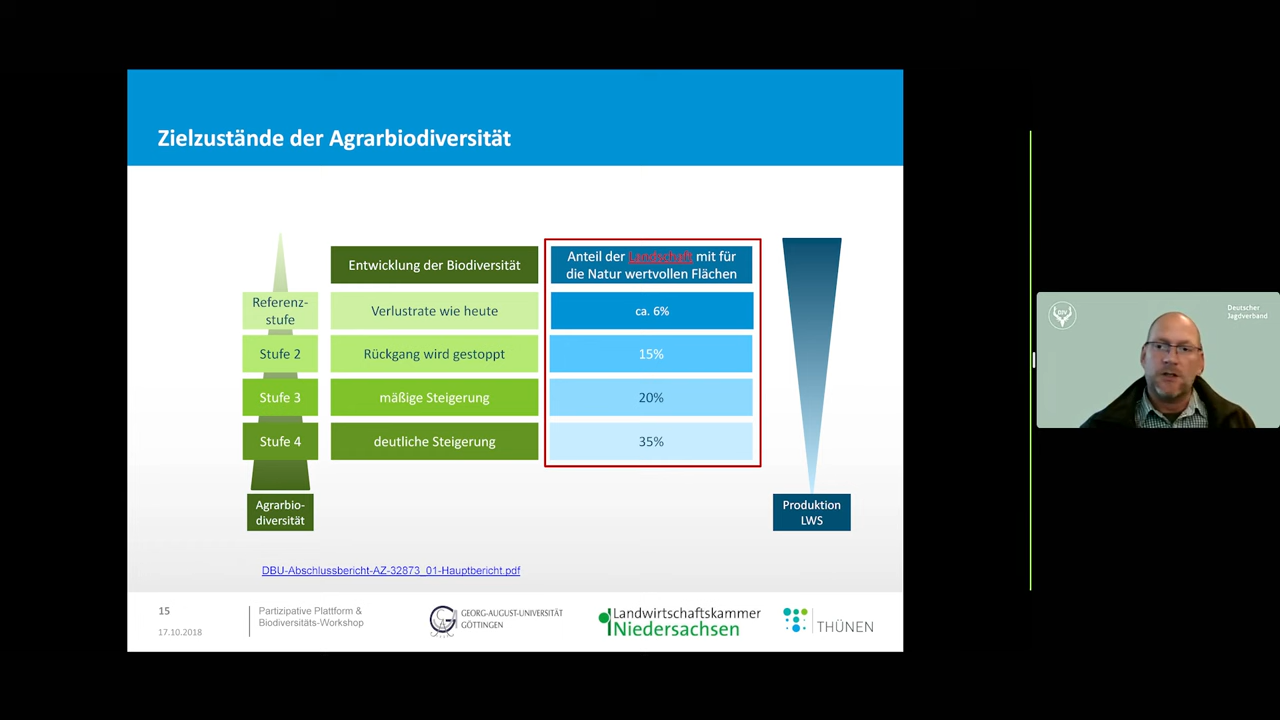 Zielzustände der Agrarbiodiversität
Entwicklung der Biodiversität
Anteil der Landschaft mit für
die Natur wertvollen Flächen
Referenz-
stufe
Verlustrate wie heute
ca. 6%
Stufe 2
Rückgang wird gestoppt
15%
Stufe 3
mäßige Steigerung
20%
Stufe 4
deutliche Steigerung
35%
Agrarbio-
diversität
Produktion
LWS
DBU-Abschlussbericht-AZ-32873_01-Hauptbericht.pdf
15
17.10.2018
Partizipative Plattform &
Biodiversitäts-Workshop
GEORG-AUGUST-UNIVERSITÄT
GÖTTINGEN
Landwirtschaftskammer
Niedersachsen
THÜNEN
DJV
Deutscher
Jagdverband